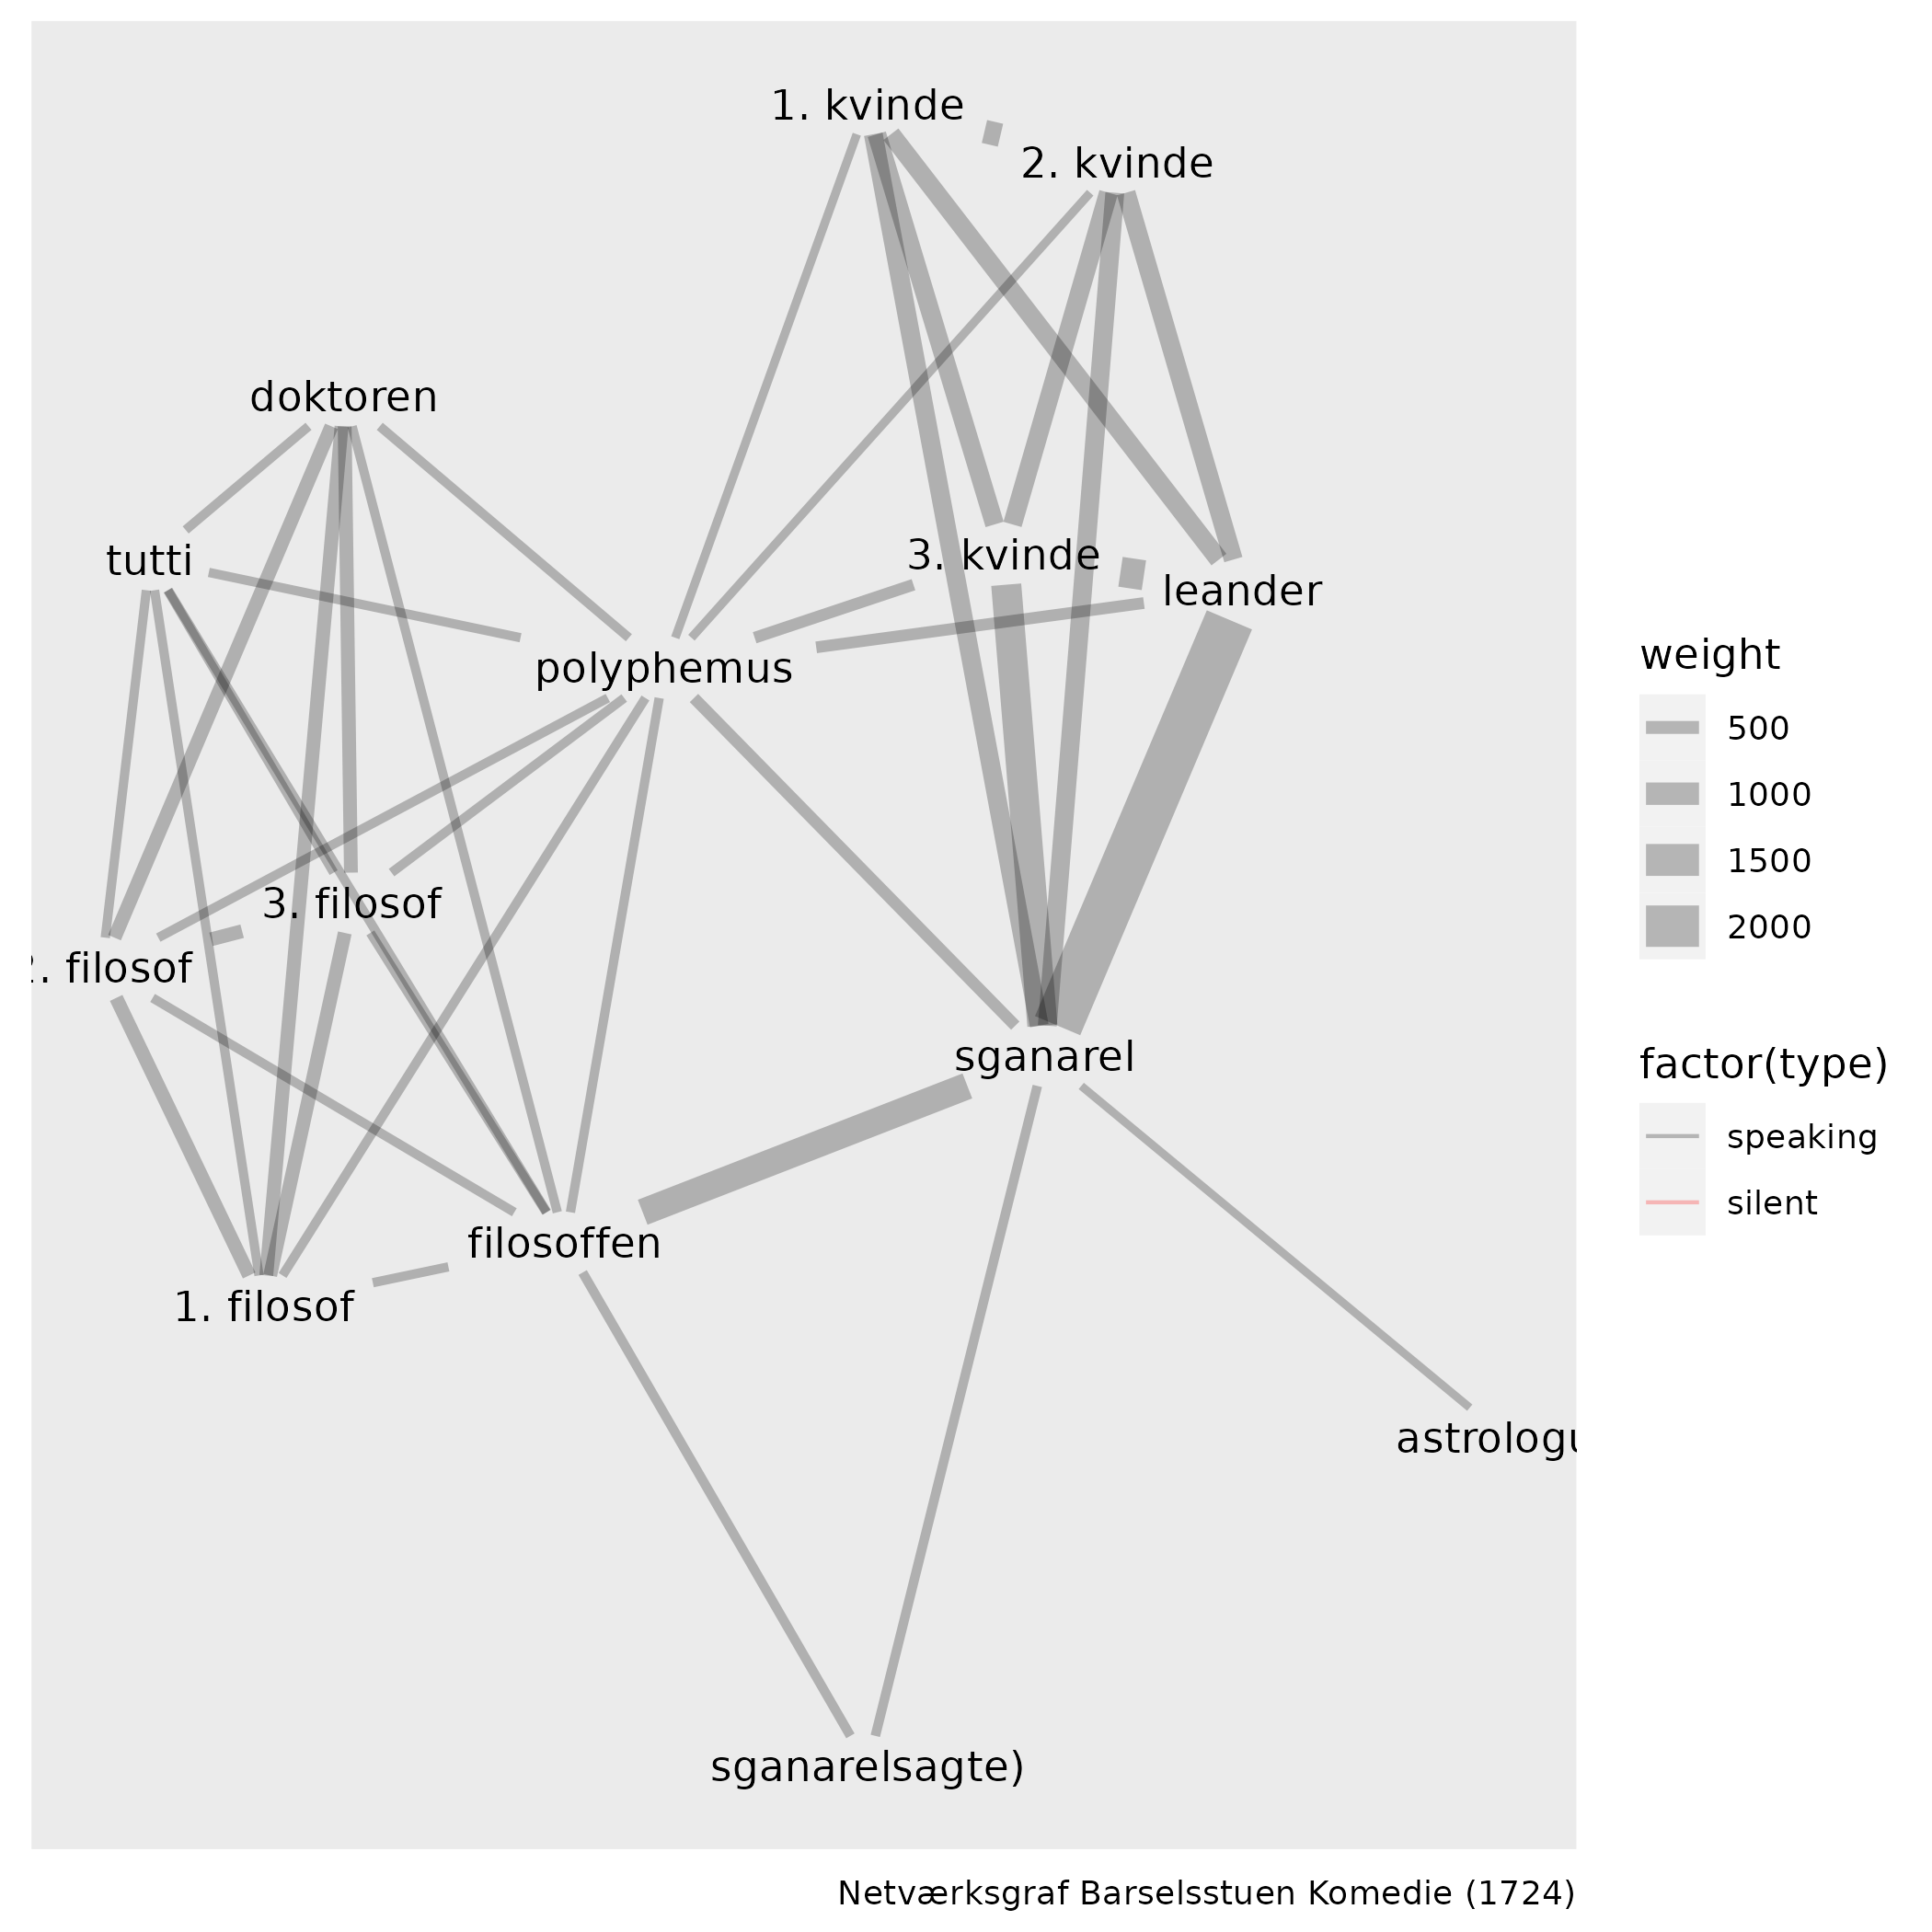 1. kvinde
2. kvinde
doktoren
tutti
3. kvinde
leander
polyphemus
3. filosof
. filosof
sganarel
filosoffen
1. filosof
astrologu
sganarelsagte)
weight
500
1000
1500
2000
factor(type)
speaking
silent
Netværksgraf Barselsstuen Komedie (1724)